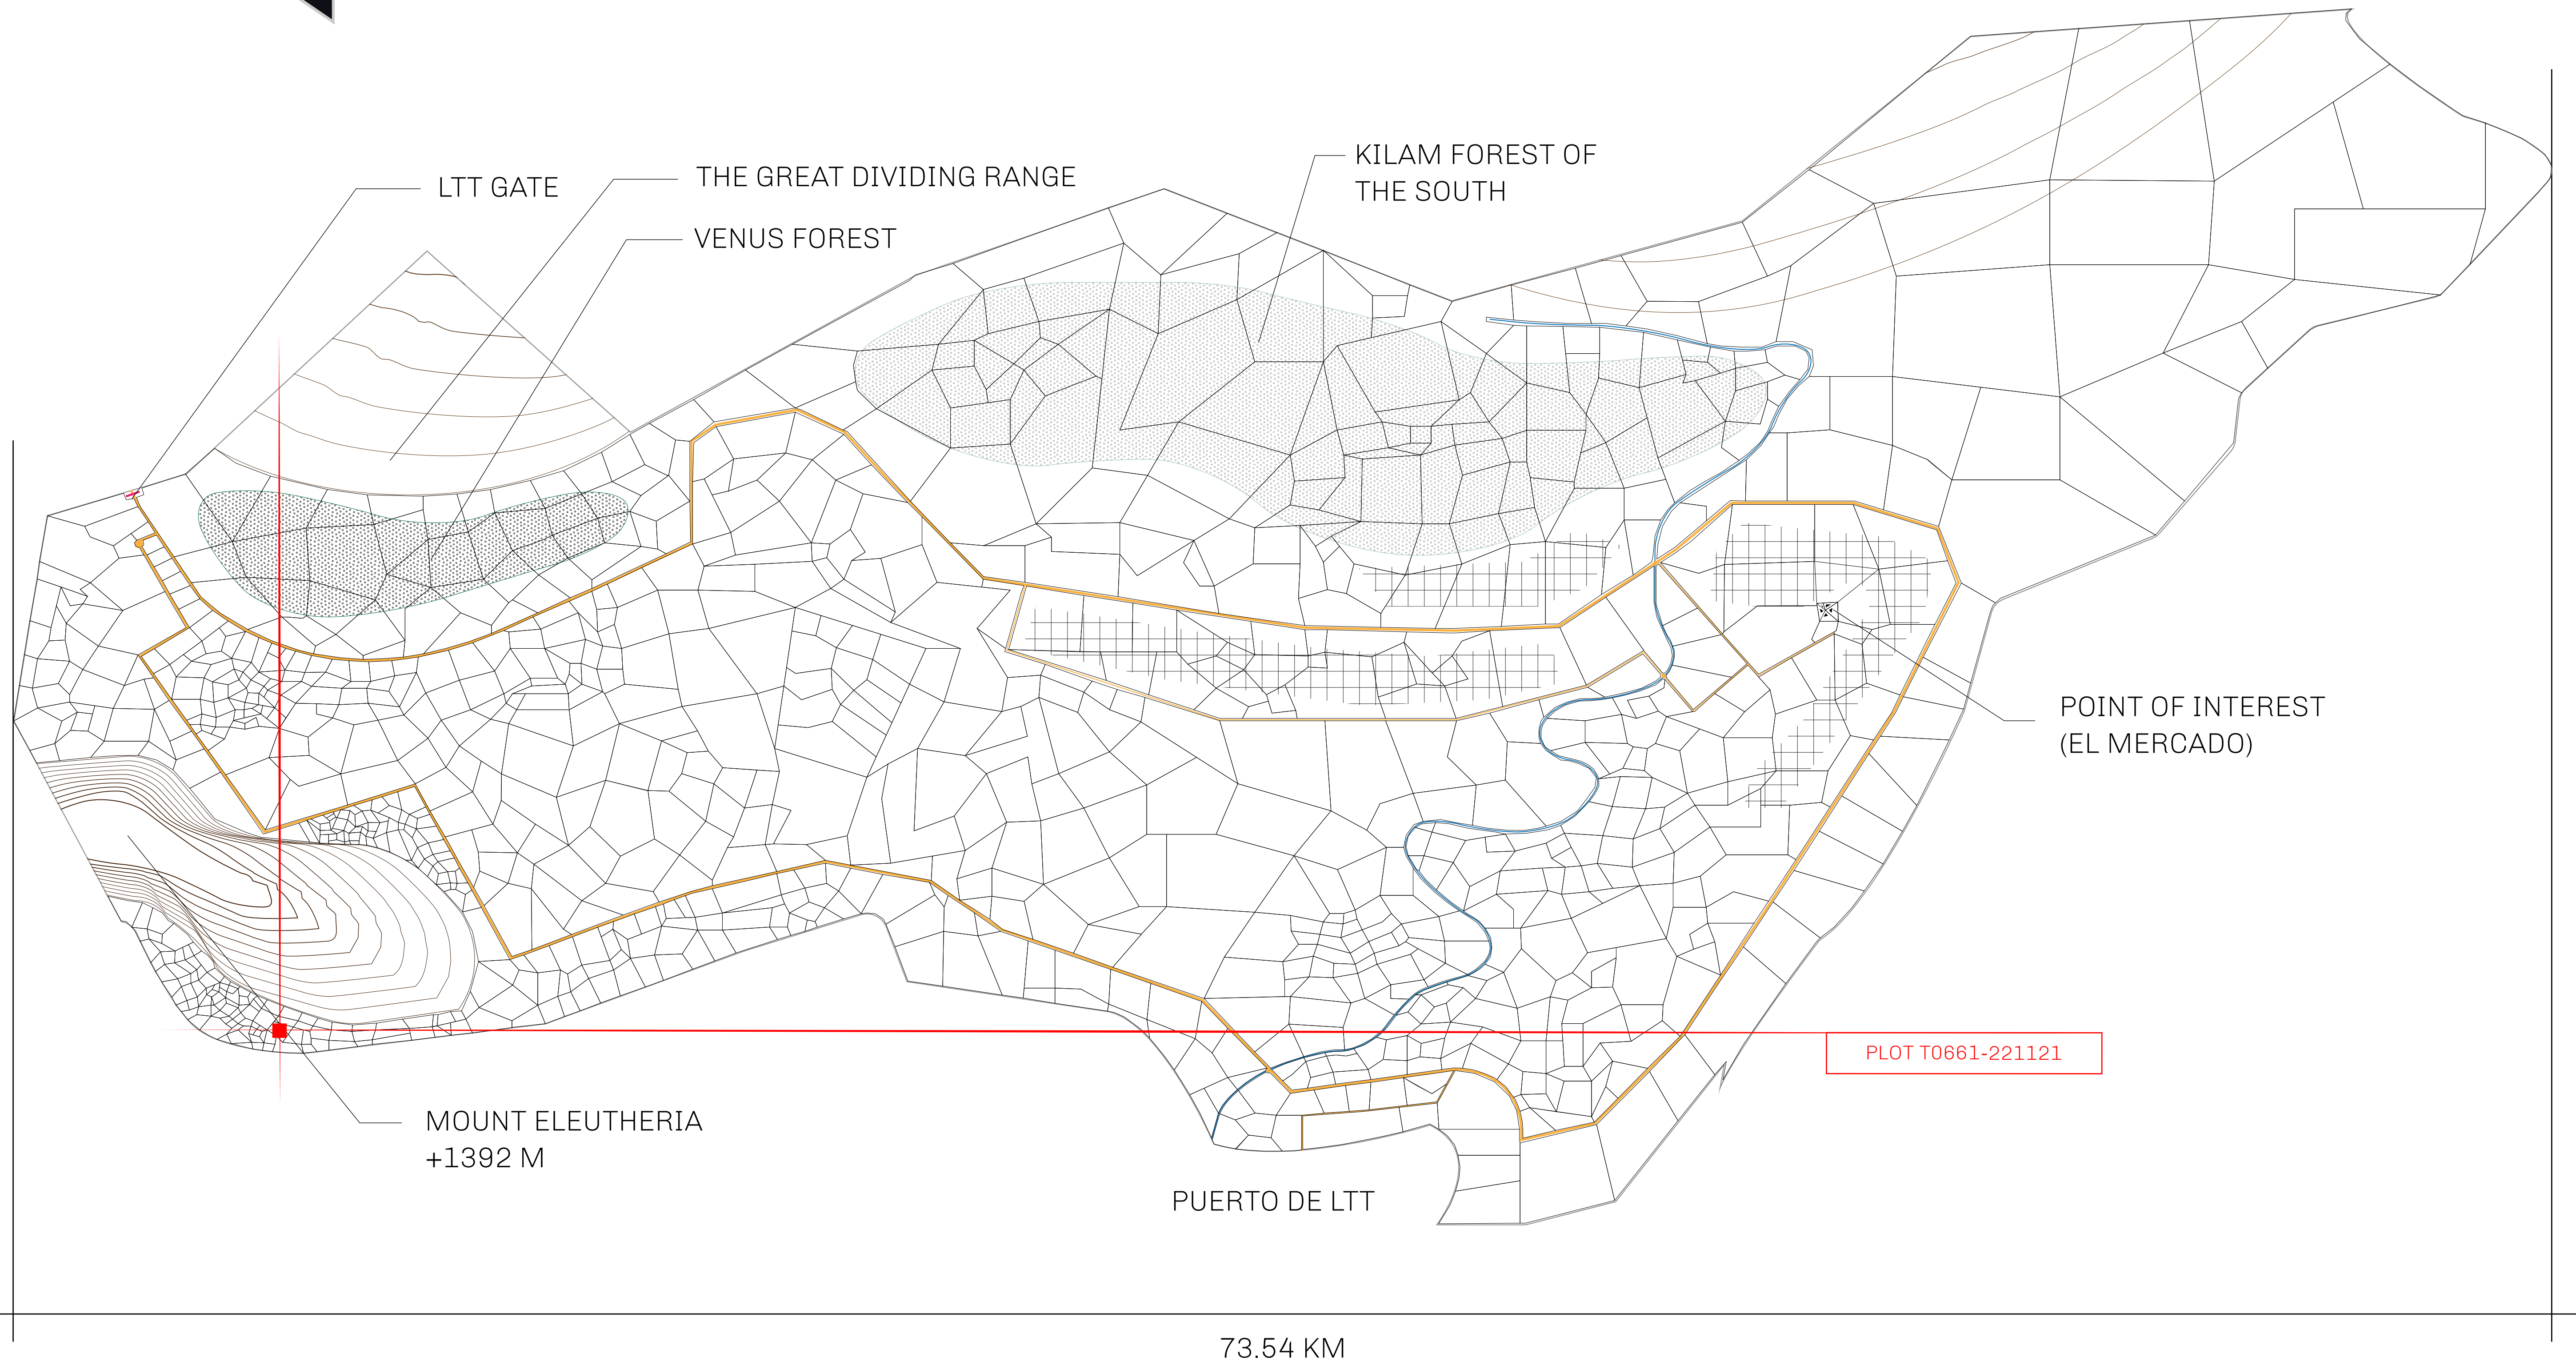 KILAM FOREST OF
THE SOUTH
LTT GATE
THE GREAT DIVIDING RANGE
VENUS FOREST
POINT OF INTEREST
(EL MERCADO)
PLOT T0661-221121
MOUNT ELEUTHERIA
+1392 M
PUERTO DE LTT
73.54 KM